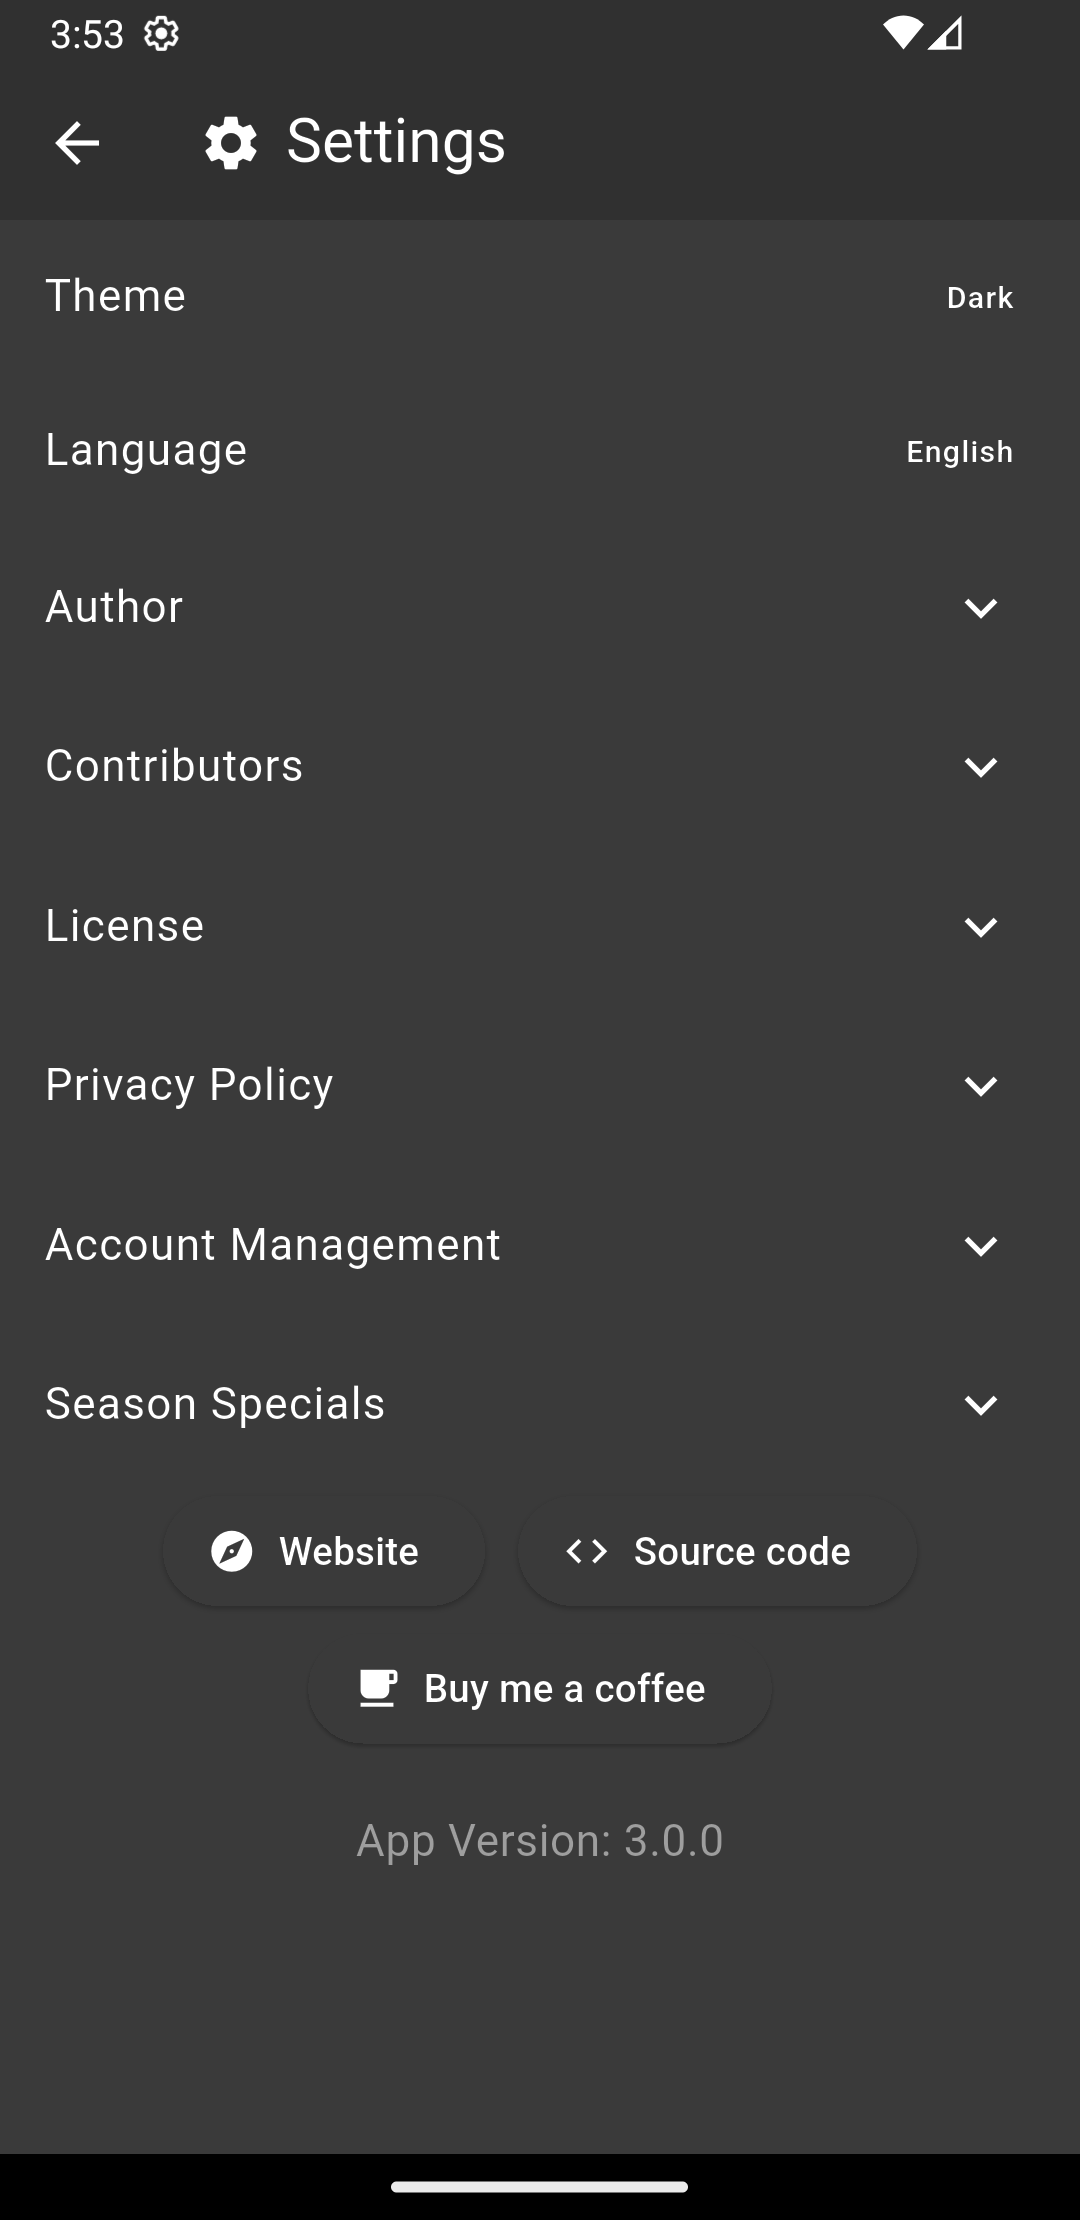 3:53
Settings
Theme Dark
Language English
Author
Contributors
License
Privacy Policy
Account Management
Season Specials
Website Source code
Buy me a coffee
App Version: 3.0.0